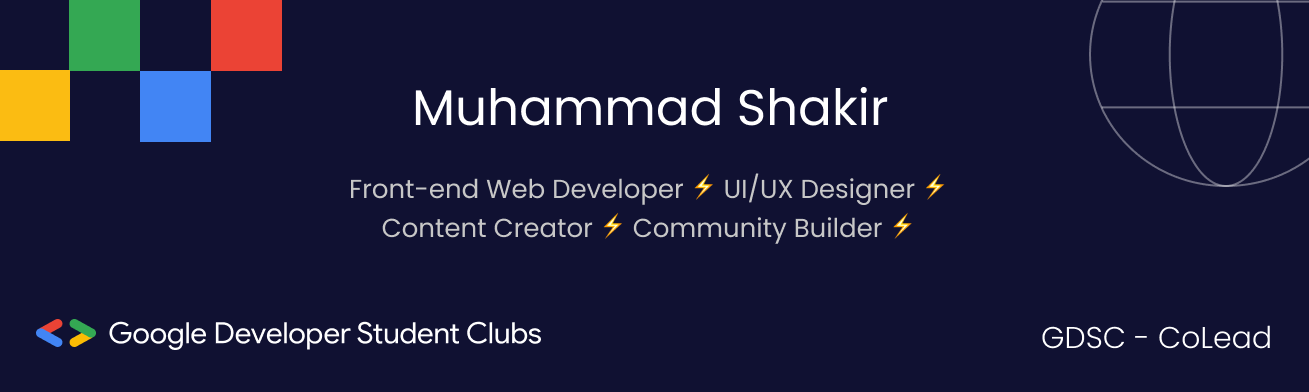 Muhammad Shakir
Front-end Web Developer ⚡ UI/UX Designer ⚡
Content Creator ⚡ Community Builder ⚡
Google Developer Student Clubs
GDSC - CoLead